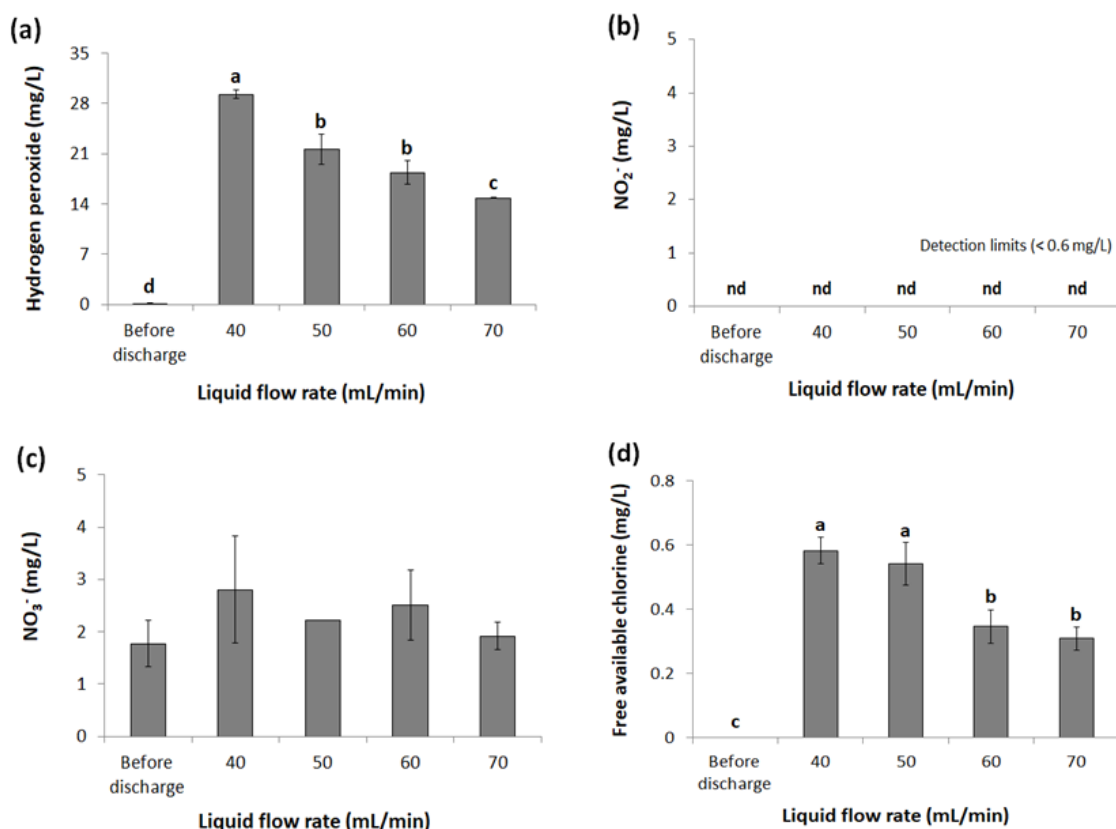 (a)
Hydrogen peroxide (mg/L)
35
28
21
14
7
0
d
a
b
b
c
Before discharge
40
50
60
70
Liquid flow rate (mL/min)
(b)
NO₂⁻ (mg/L)
5
4
3
2
1
0
Detection limits (< 0.6 mg/L)
nd
nd
nd
nd
nd
Before discharge
40
50
60
70
Liquid flow rate (mL/min)
(c)
NO₃⁻ (mg/L)
5
4
3
2
1
0
Before discharge
40
50
60
70
Liquid flow rate (mL/min)
(d)
Free available chlorine (mg/L)
0.8
0.6
0.4
0.2
0
c
a
a
b
b
Before discharge
40
50
60
70
Liquid flow rate (mL/min)